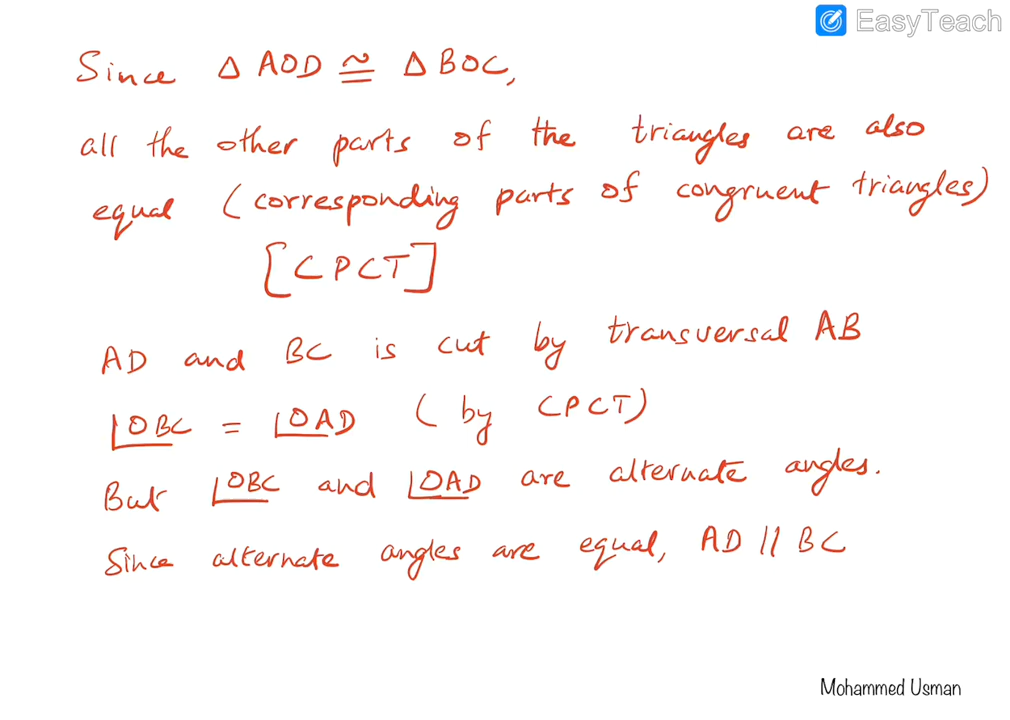 EasyTeach
Since △ AOD ≅ △ BOC,
all the other parts of the triangles are also
equal (corresponding parts of congruent triangles)
[CPCT]
AD and BC is cut by transversal AB
∠OBC = ∠OAD (by CPCT)
But ∠OBC and ∠OAD are alternate angles.
Since alternate angles are equal, AD // BC
Mohammed Usman